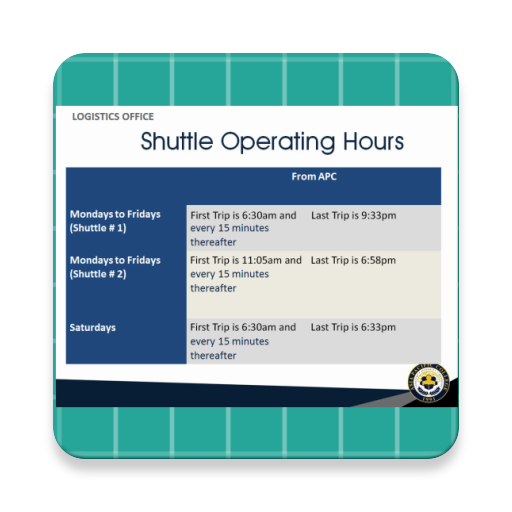 LOGISTICS OFFICE
Shuttle Operating Hours
From APC
Mondays to Fridays
(Shuttle # 1)
First Trip is 6:30am and
every 15 minutes
thereafter
Last Trip is 9:33pm
Mondays to Fridays
(Shuttle # 2)
First Trip is 11:05am and
every 15 minutes
thereafter
Last Trip is 6:58pm
Saturdays
First Trip is 6:30am and
every 15 minutes
thereafter
Last Trip is 6:33pm